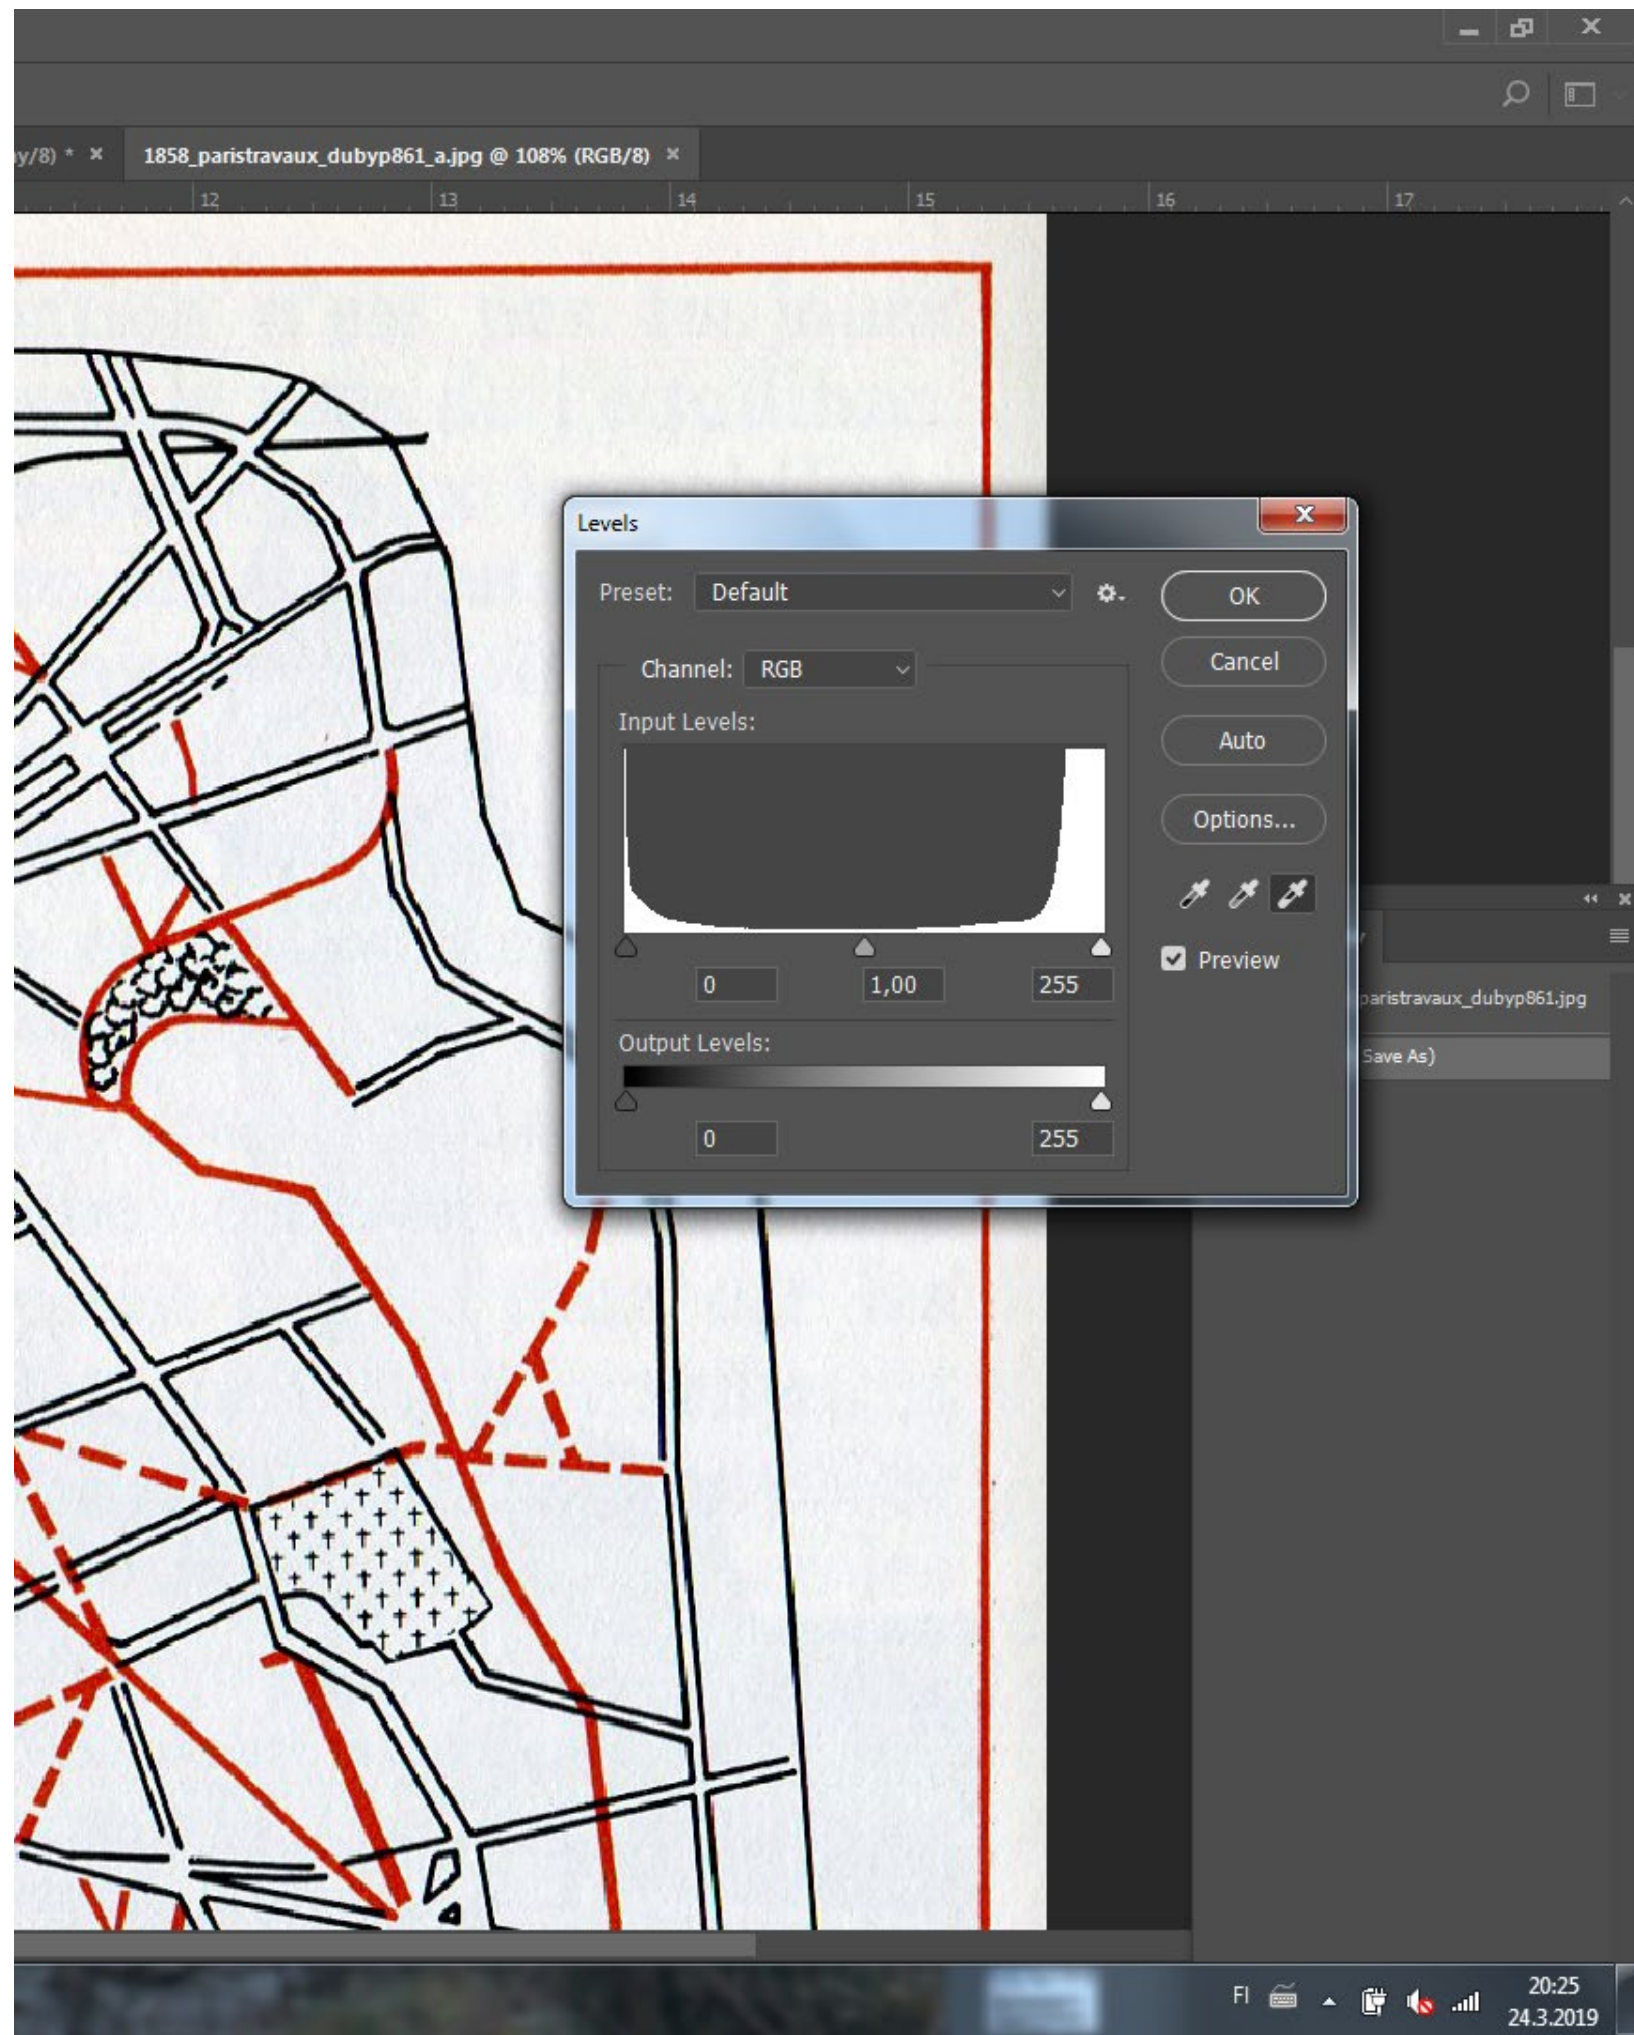 ay/8) * ×
1858_paristravaux_dubyp861_a.jpg @ 108% (RGB/8) ×
12 13 14 15 16 17
Levels
Preset: Default
OK
Channel: RGB
Cancel
Input Levels:
Auto
Options...
Preview
0 1,00 255
paristravaux_dubyp861.jpg
Output Levels:
Save As)
0 255
FI
20:25
24.3.2019